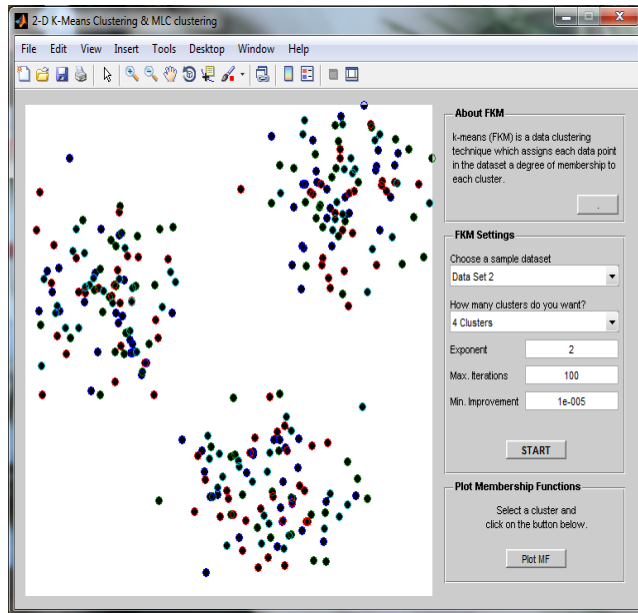 2-D K-Means Clustering & MLC clustering
File Edit View Insert Tools Desktop Window Help
About FKM
k-means (FKM) is a data clustering
technique which assigns each data point
in the dataset a degree of membership to
each cluster.
.
FKM Settings
Choose a sample dataset
Data Set 2
How many clusters do you want?
4 Clusters
Exponent 2
Max. Iterations 100
Min. Improvement 1e-005
START
Plot Membership Functions
Select a cluster and
click on the button below.
Plot MF